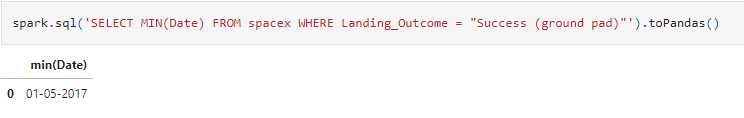 spark.sql('SELECT MIN(Date) FROM spacex WHERE Landing_Outcome = "Success (ground pad)"').toPandas()
min(Date)
0 01-05-2017